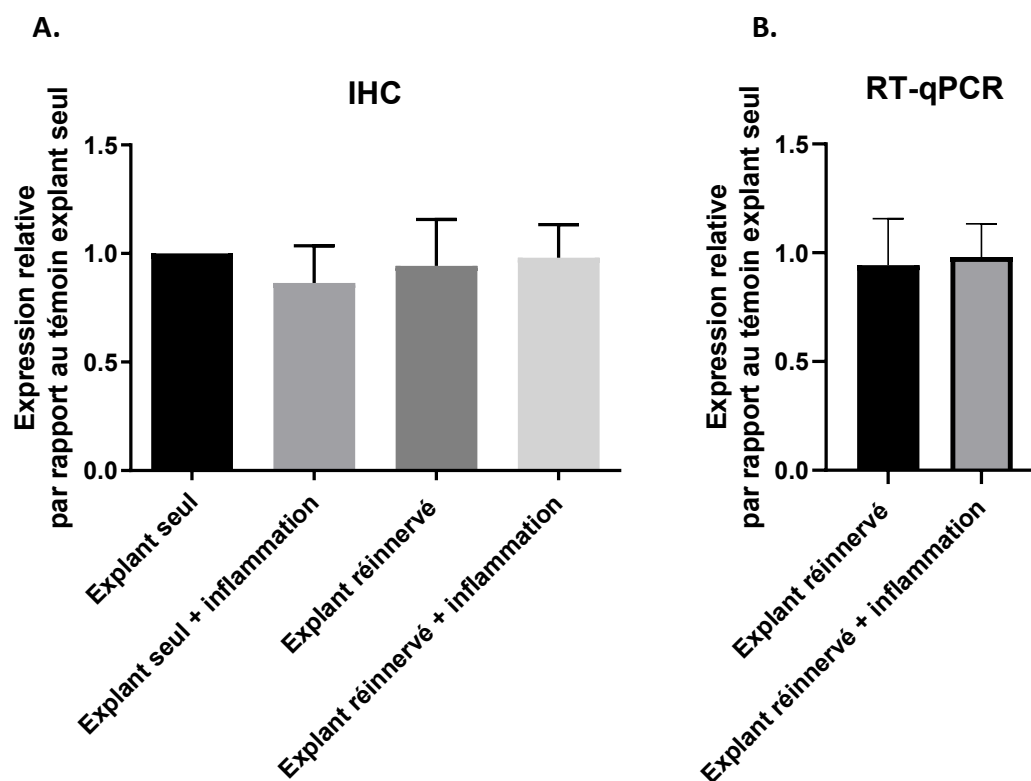 A.
IHC
Expression relative
par rapport au témoin explant seul
1.5
1.0
0.5
0.0
Explant seul
Explant seul + inflammation
Explant réinnervé
Explant réinnervé + inflammation
B.
RT-qPCR
Expression relative
par rapport au témoin explant seul
1.5
1.0
0.5
0.0
Explant réinnervé
Explant réinnervé + inflammation